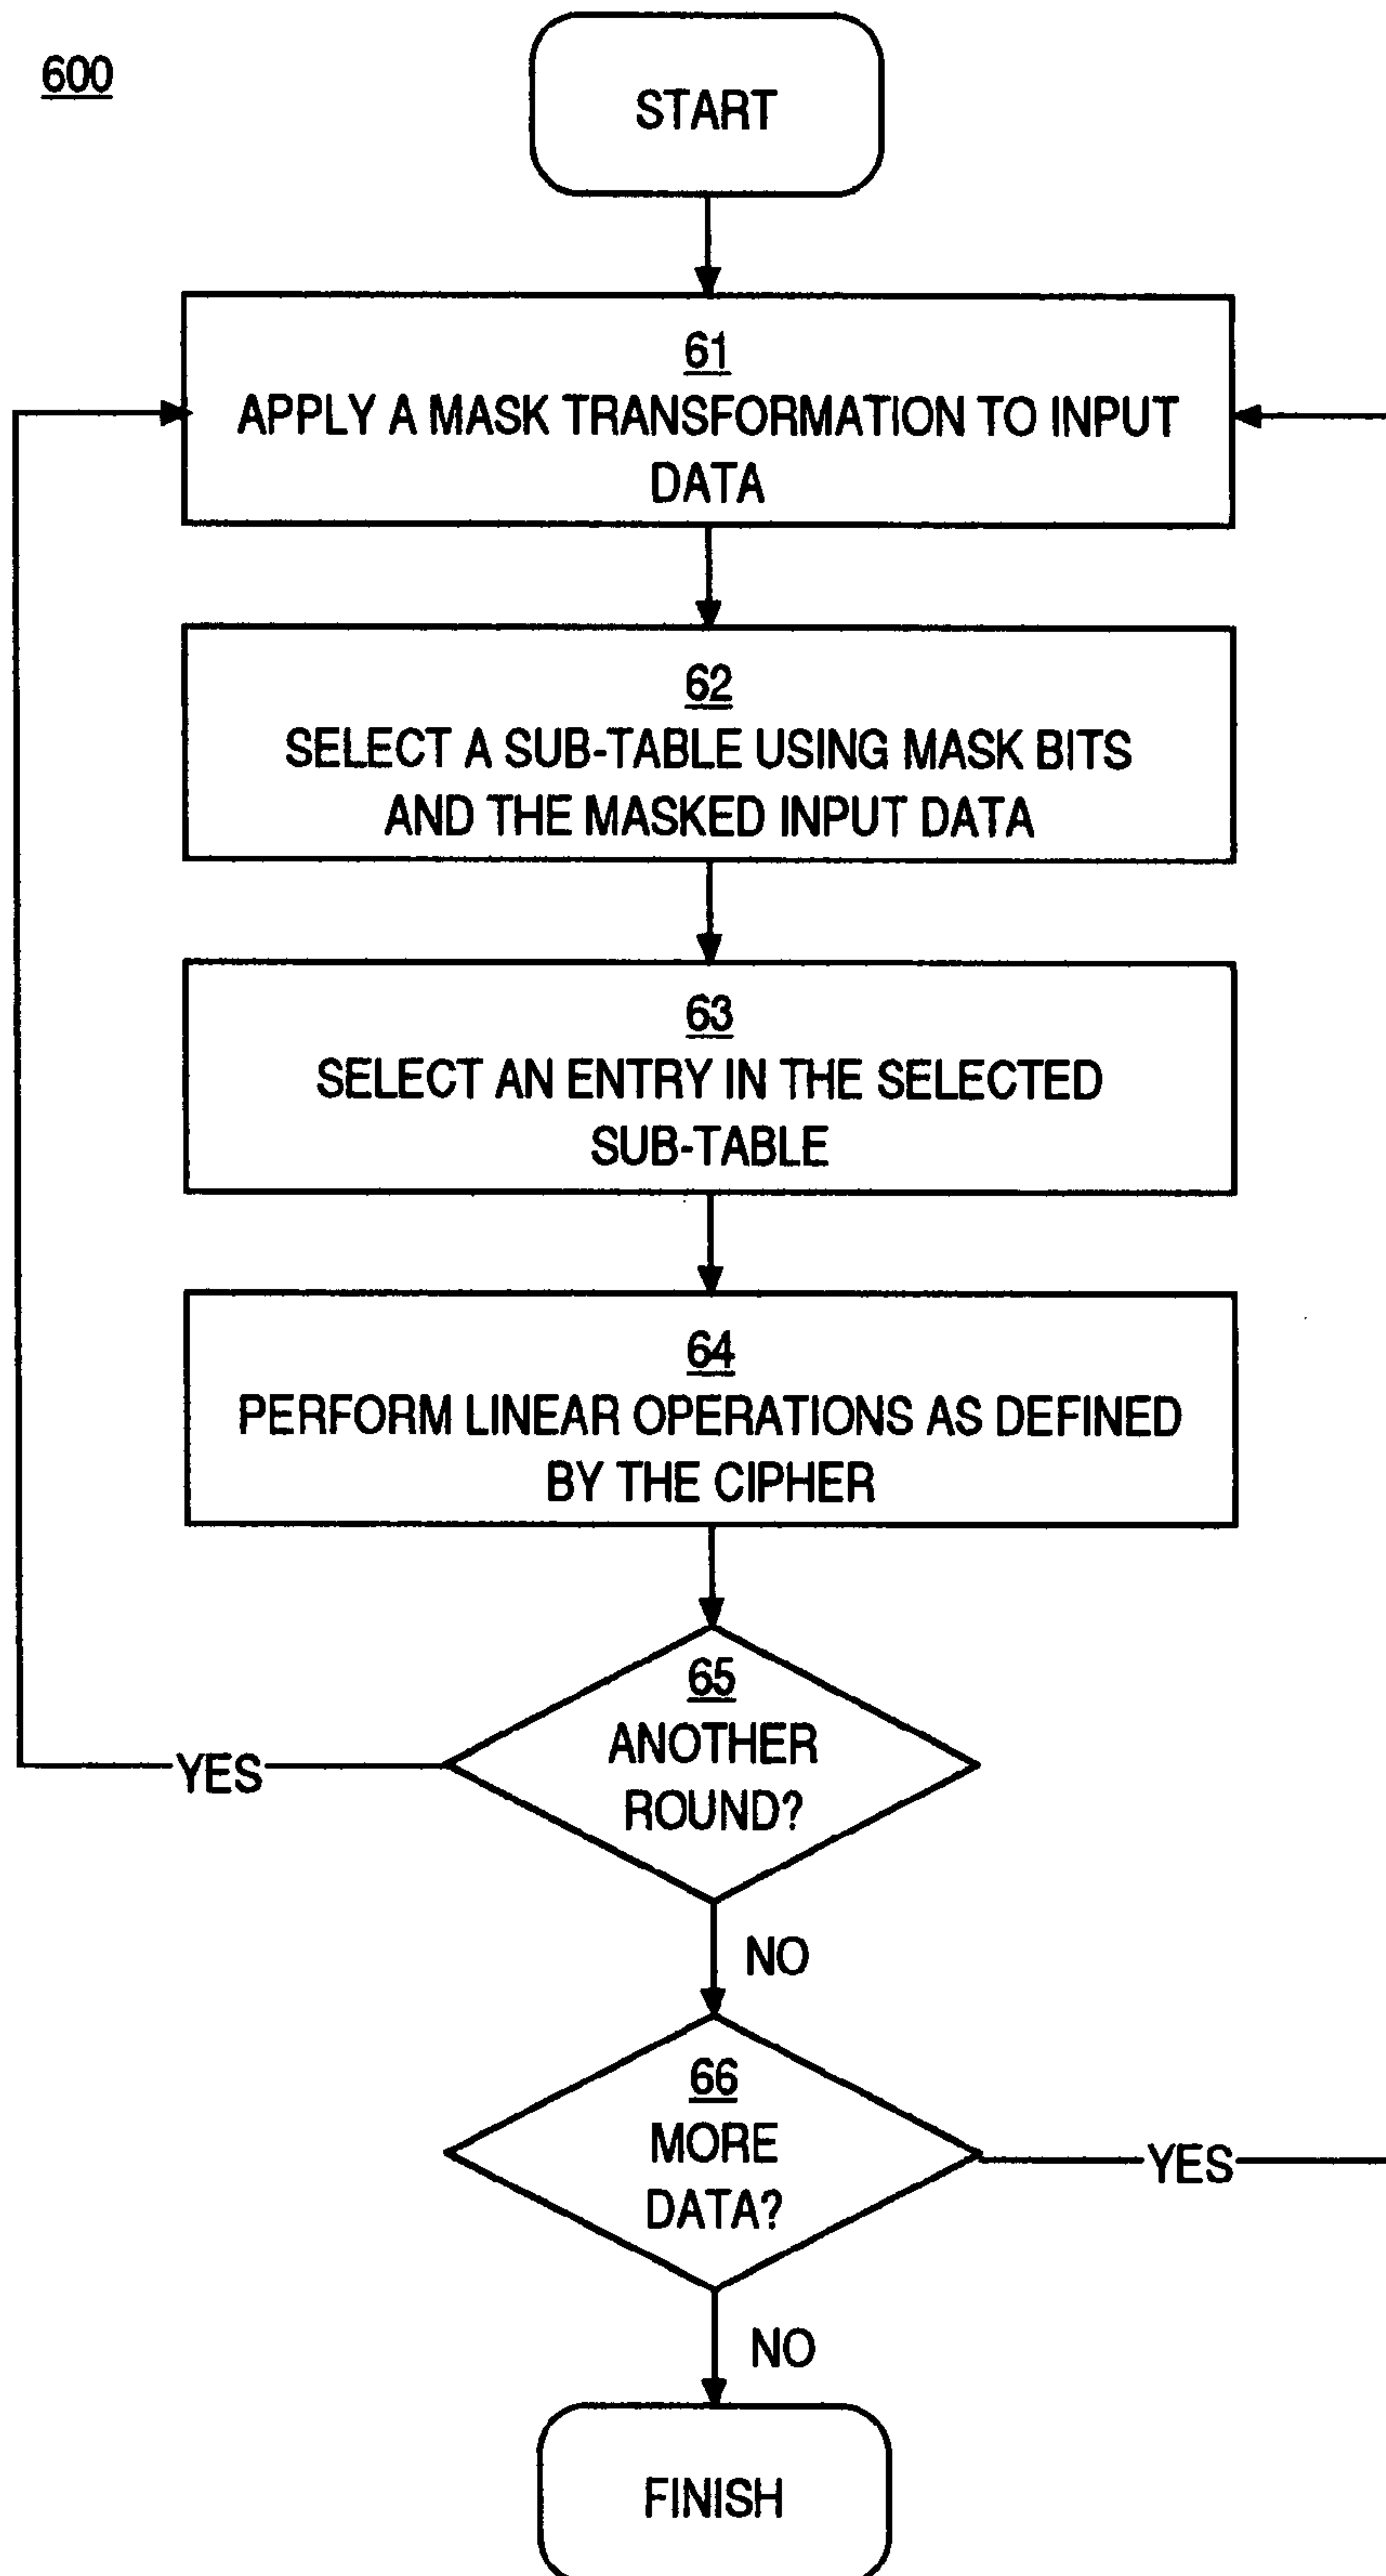 600
START
61
APPLY A MASK TRANSFORMATION TO INPUT
DATA
62
SELECT A SUB-TABLE USING MASK BITS
AND THE MASKED INPUT DATA
63
SELECT AN ENTRY IN THE SELECTED
SUB-TABLE
64
PERFORM LINEAR OPERATIONS AS DEFINED
BY THE CIPHER
65
ANOTHER
ROUND?
YES
NO
66
MORE
DATA?
YES
NO
FINISH